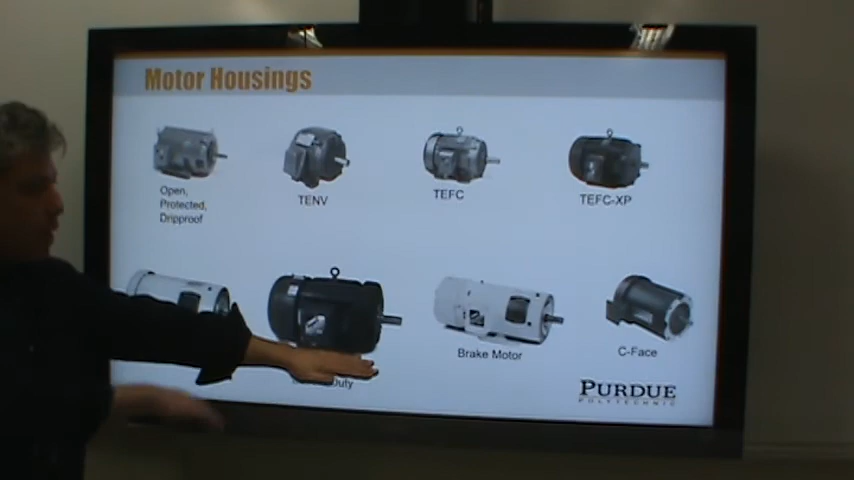 Motor Housings
Open,
Protected,
Dripproof
TENV
TEFC
TEFC-XP
Duty
Brake Motor
C-Face
PURDUE
POLYTECHNIC